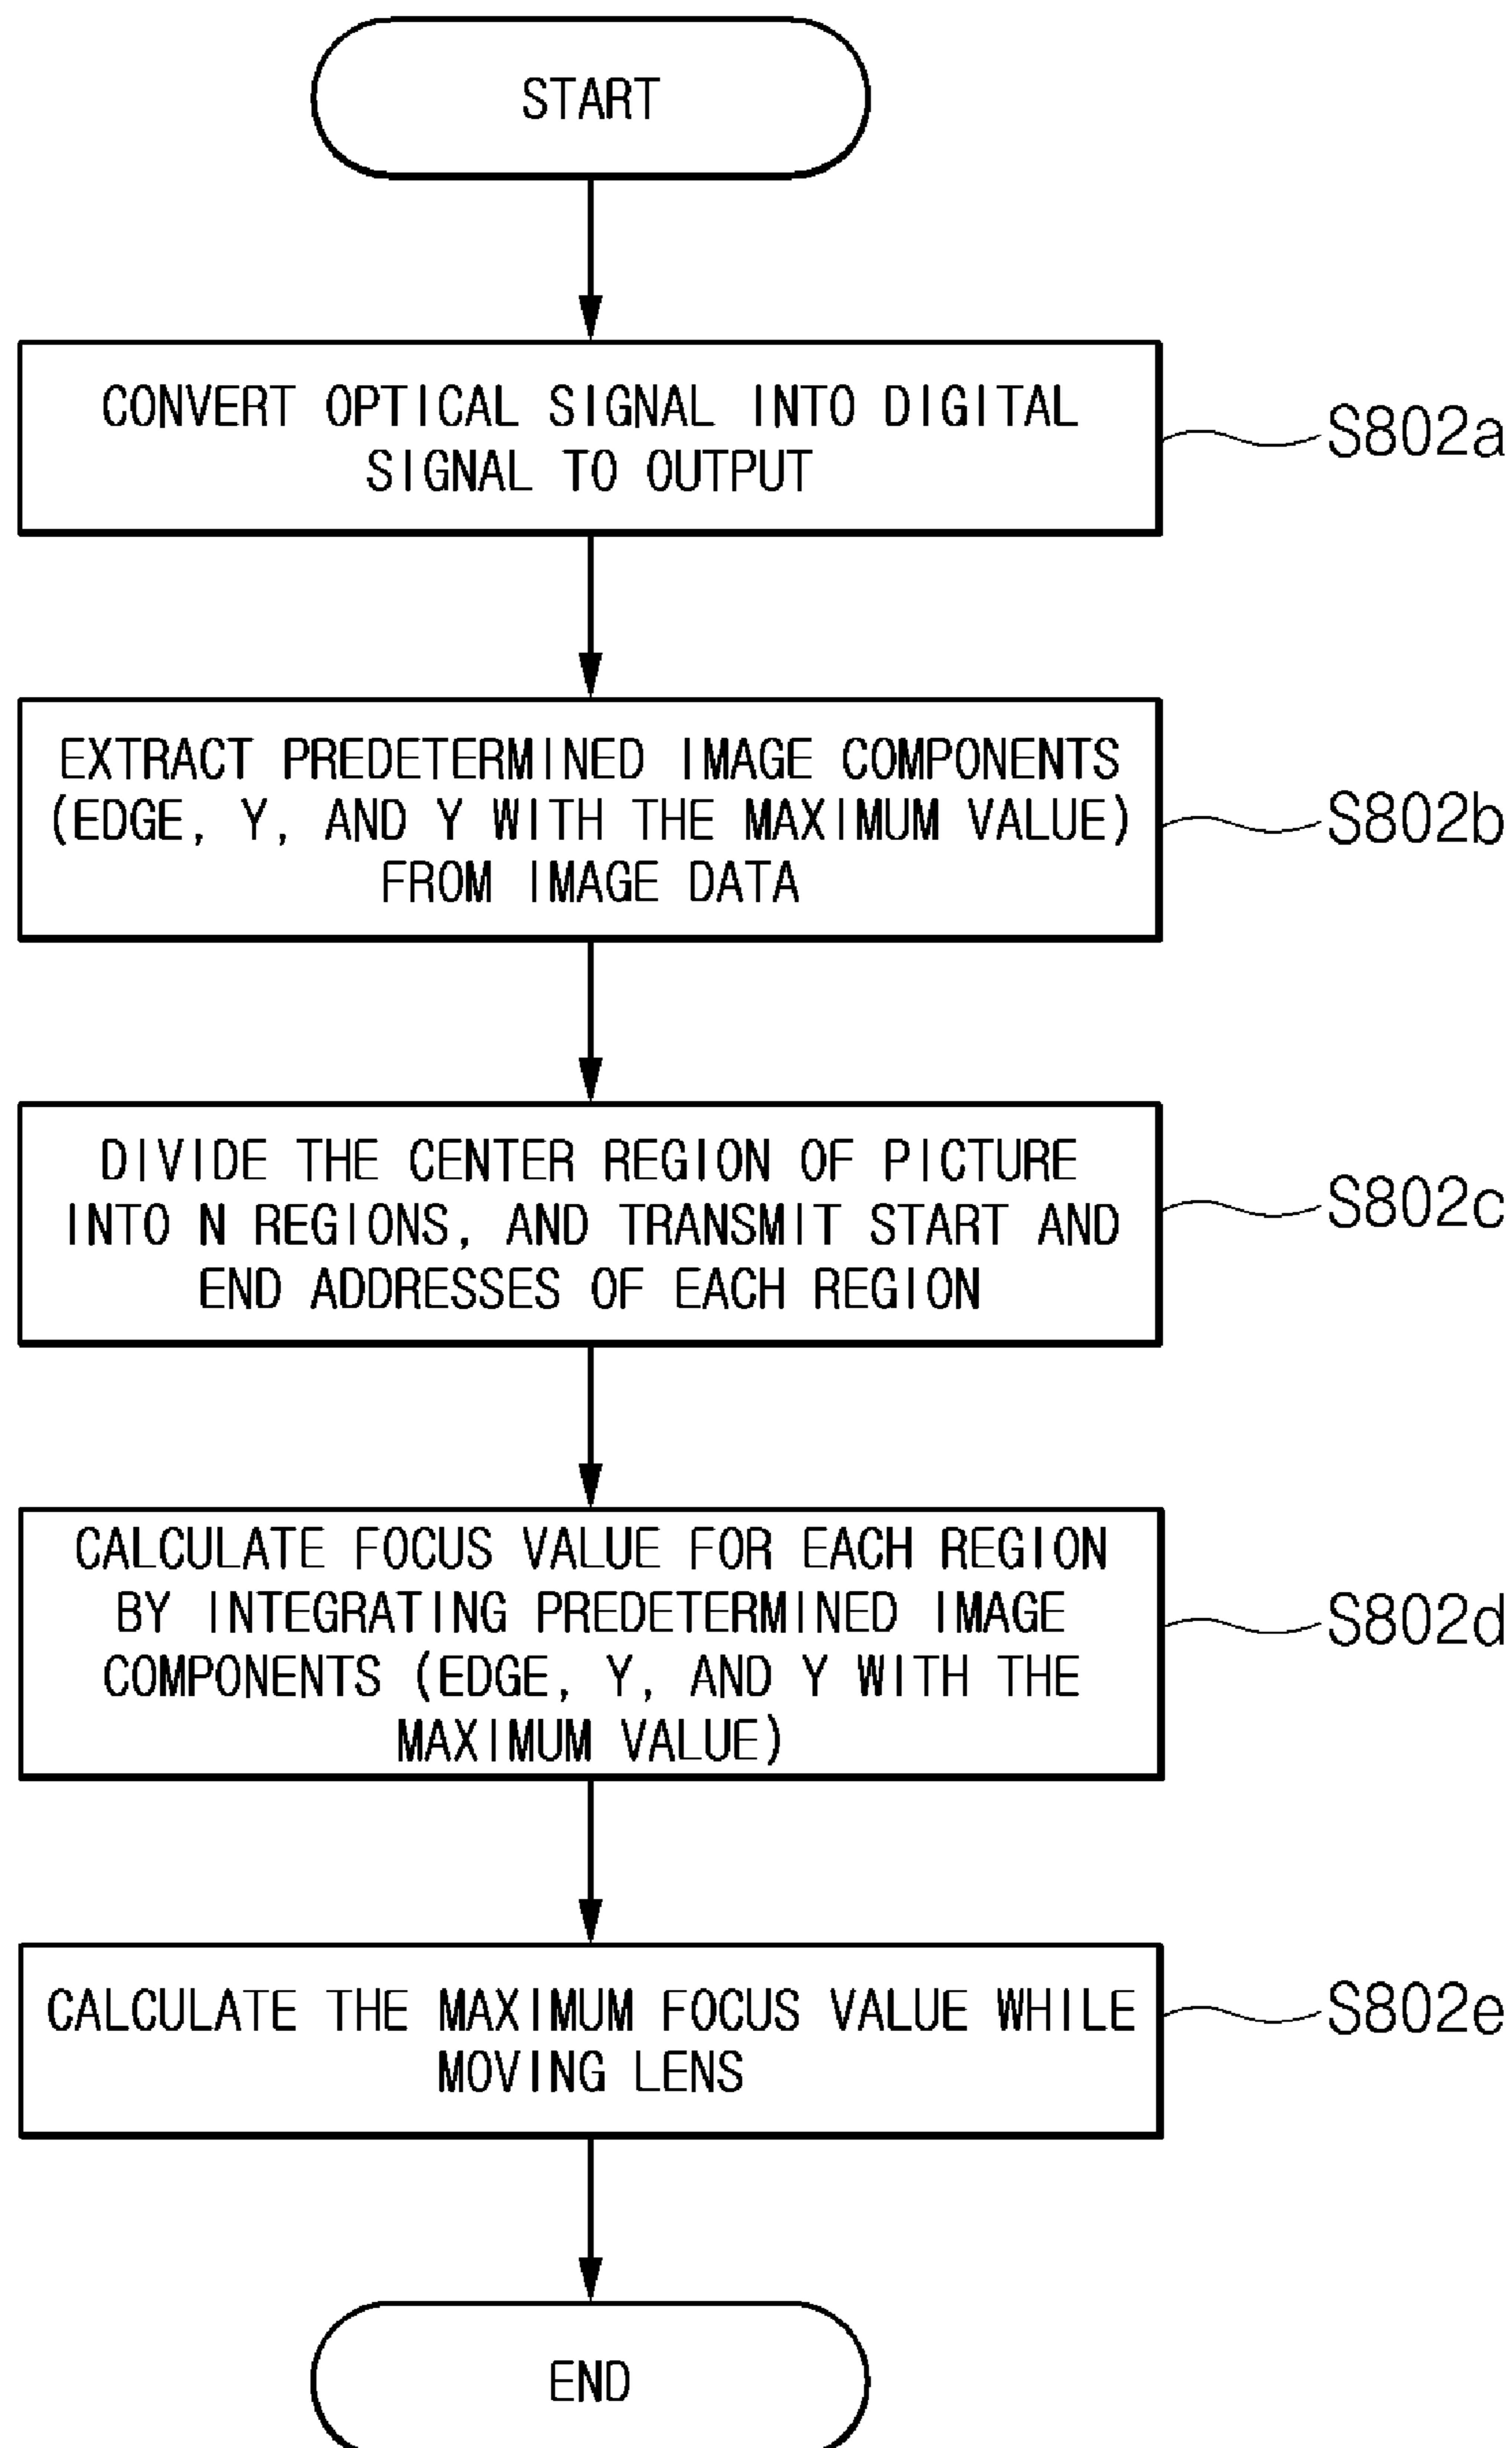 START
CONVERT OPTICAL SIGNAL INTO DIGITAL
SIGNAL TO OUTPUT
S802a
EXTRACT PREDETERMINED IMAGE COMPONENTS
(EDGE, Y, AND Y WITH THE MAXIMUM VALUE)
FROM IMAGE DATA
S802b
DIVIDE THE CENTER REGION OF PICTURE
INTO N REGIONS, AND TRANSMIT START AND
END ADDRESSES OF EACH REGION
S802c
CALCULATE FOCUS VALUE FOR EACH REGION
BY INTEGRATING PREDETERMINED IMAGE
COMPONENTS (EDGE, Y, AND Y WITH THE
MAXIMUM VALUE)
S802d
CALCULATE THE MAXIMUM FOCUS VALUE WHILE
MOVING LENS
S802e
END